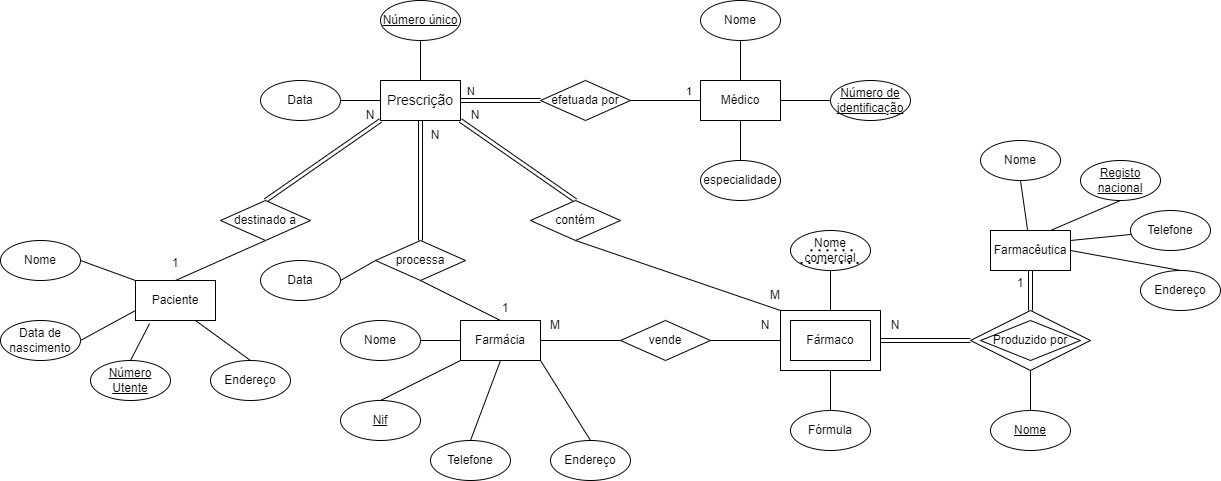 Número único
Nome
Data
N
Prescrição
N
efetuada por
1
Médico
Número de
identificação
N
N
N
especialidade
Nome
Registo
nacional
destinado a
contém
Telefone
Nome
1
processa
Nome
comercial
Farmacêutica
Data
1
Endereço
Paciente
M
Data de
nascimento
1
Nome
Farmácia
M
vende
N
Fármaco
N
Produzido por
Número
Utente
Endereço
Nif
Fórmula
Nome
Telefone
Endereço